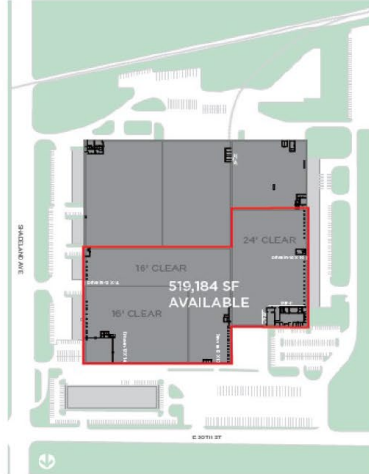 SHADELAND AVE
24' CLEAR
16' CLEAR
519,184 SF
AVAILABLE
16' CLEAR
E 30TH ST